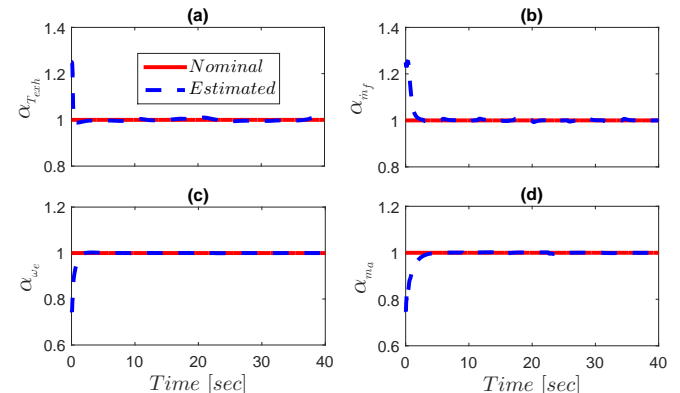 (a) (b)
1.4 1.4
Nominal
Estimated
1.2 1.2
α_{T_{exh}} α_{ṁ_f}
1 1
0.8 0.8
0 10 20 30 40 0 10 20 30 40
(c) (d)
1.2 1.2
1 1
α_{ω_e} α_{m_a}
0.8 0.8
0.6 0.6
0 10 20 30 40 0 10 20 30 40
Time [sec] Time [sec]